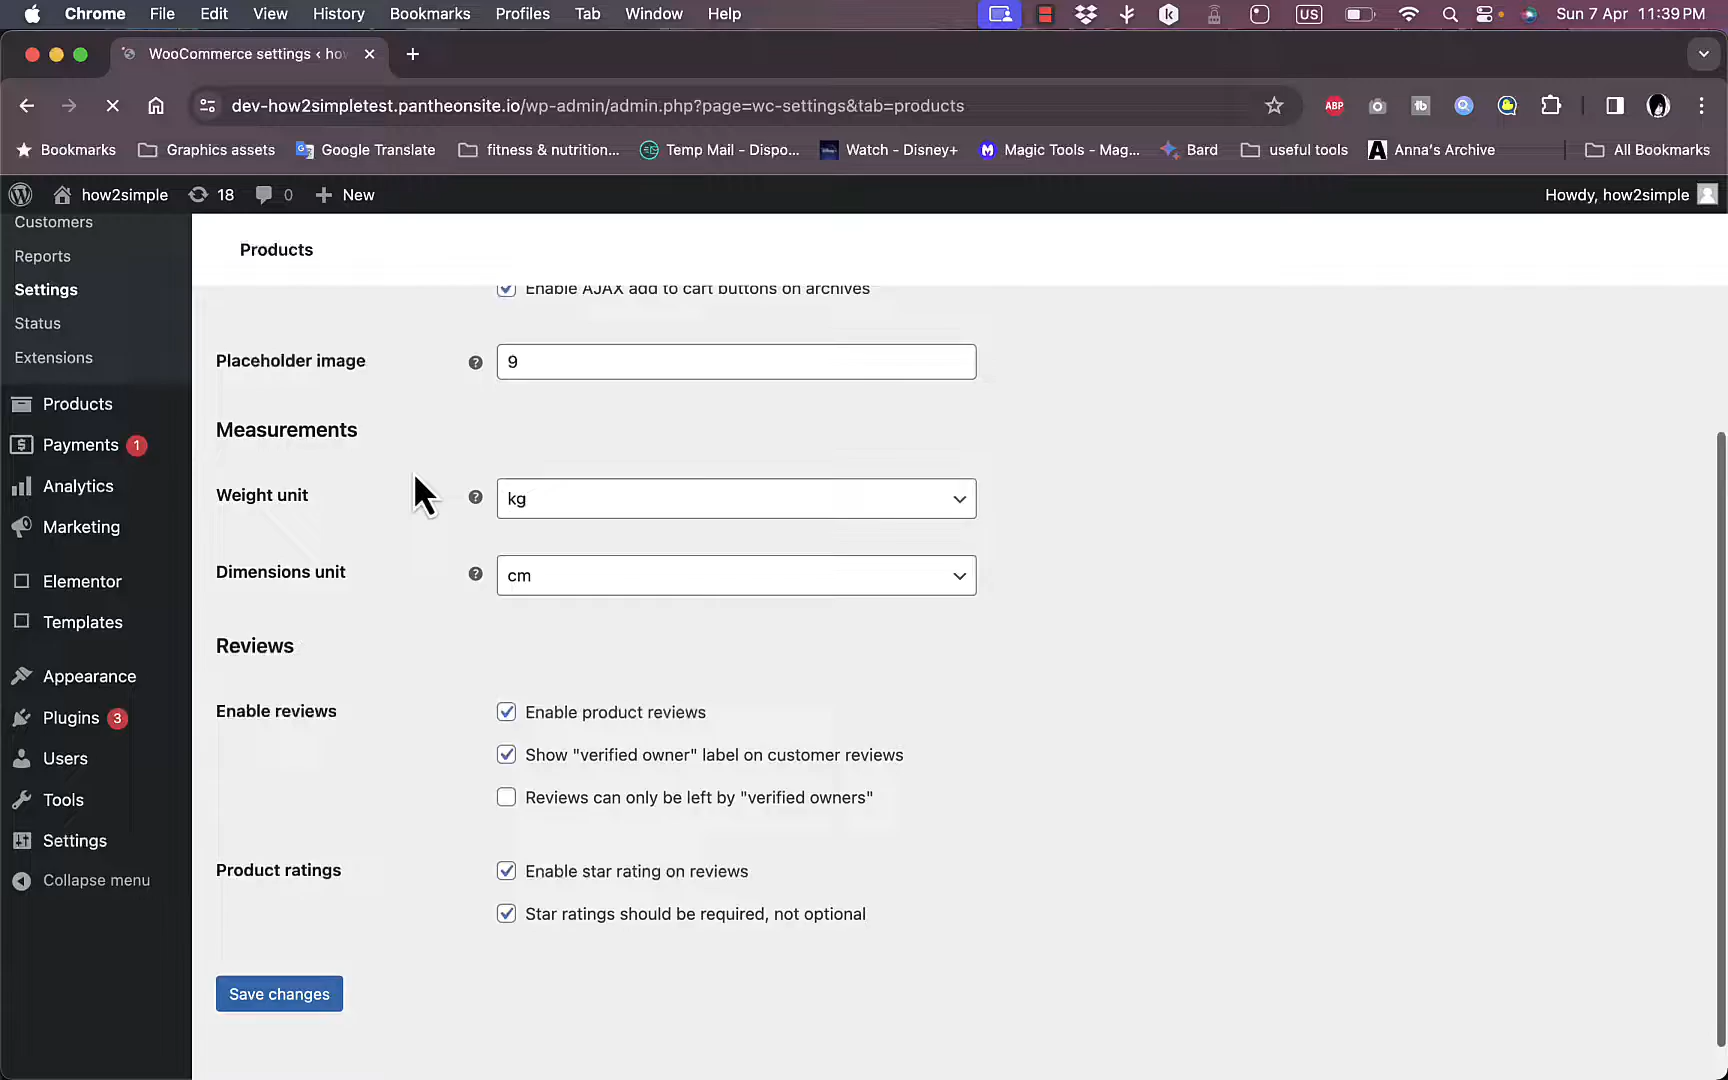 Chrome File Edit View History Bookmarks Profiles Tab Window Help US Sun 7 Apr 11:39 PM
WooCommerce settings ‹ how
dev-how2simpletest.pantheonsite.io/wp-admin/admin.php?page=wc-settings&tab=products ABP
Bookmarks Graphics assets Google Translate fitness & nutrition... Temp Mail - Dispo... Watch - Disney+ Magic Tools - Mag... Bard useful tools Anna's Archive All Bookmarks
how2simple 18 0 New Howdy, how2simple
Customers
Reports
Settings
Status
Extensions
Products
Payments 1
Analytics
Marketing
Elementor
Templates
Appearance
Plugins 3
Users
Tools
Settings
Collapse menu
Products
Enable AJAX add to cart buttons on archives
Placeholder image 9
Measurements
Weight unit kg
Dimensions unit cm
Reviews
Enable reviews Enable product reviews
Show "verified owner" label on customer reviews
Reviews can only be left by "verified owners"
Product ratings Enable star rating on reviews
Star ratings should be required, not optional
Save changes